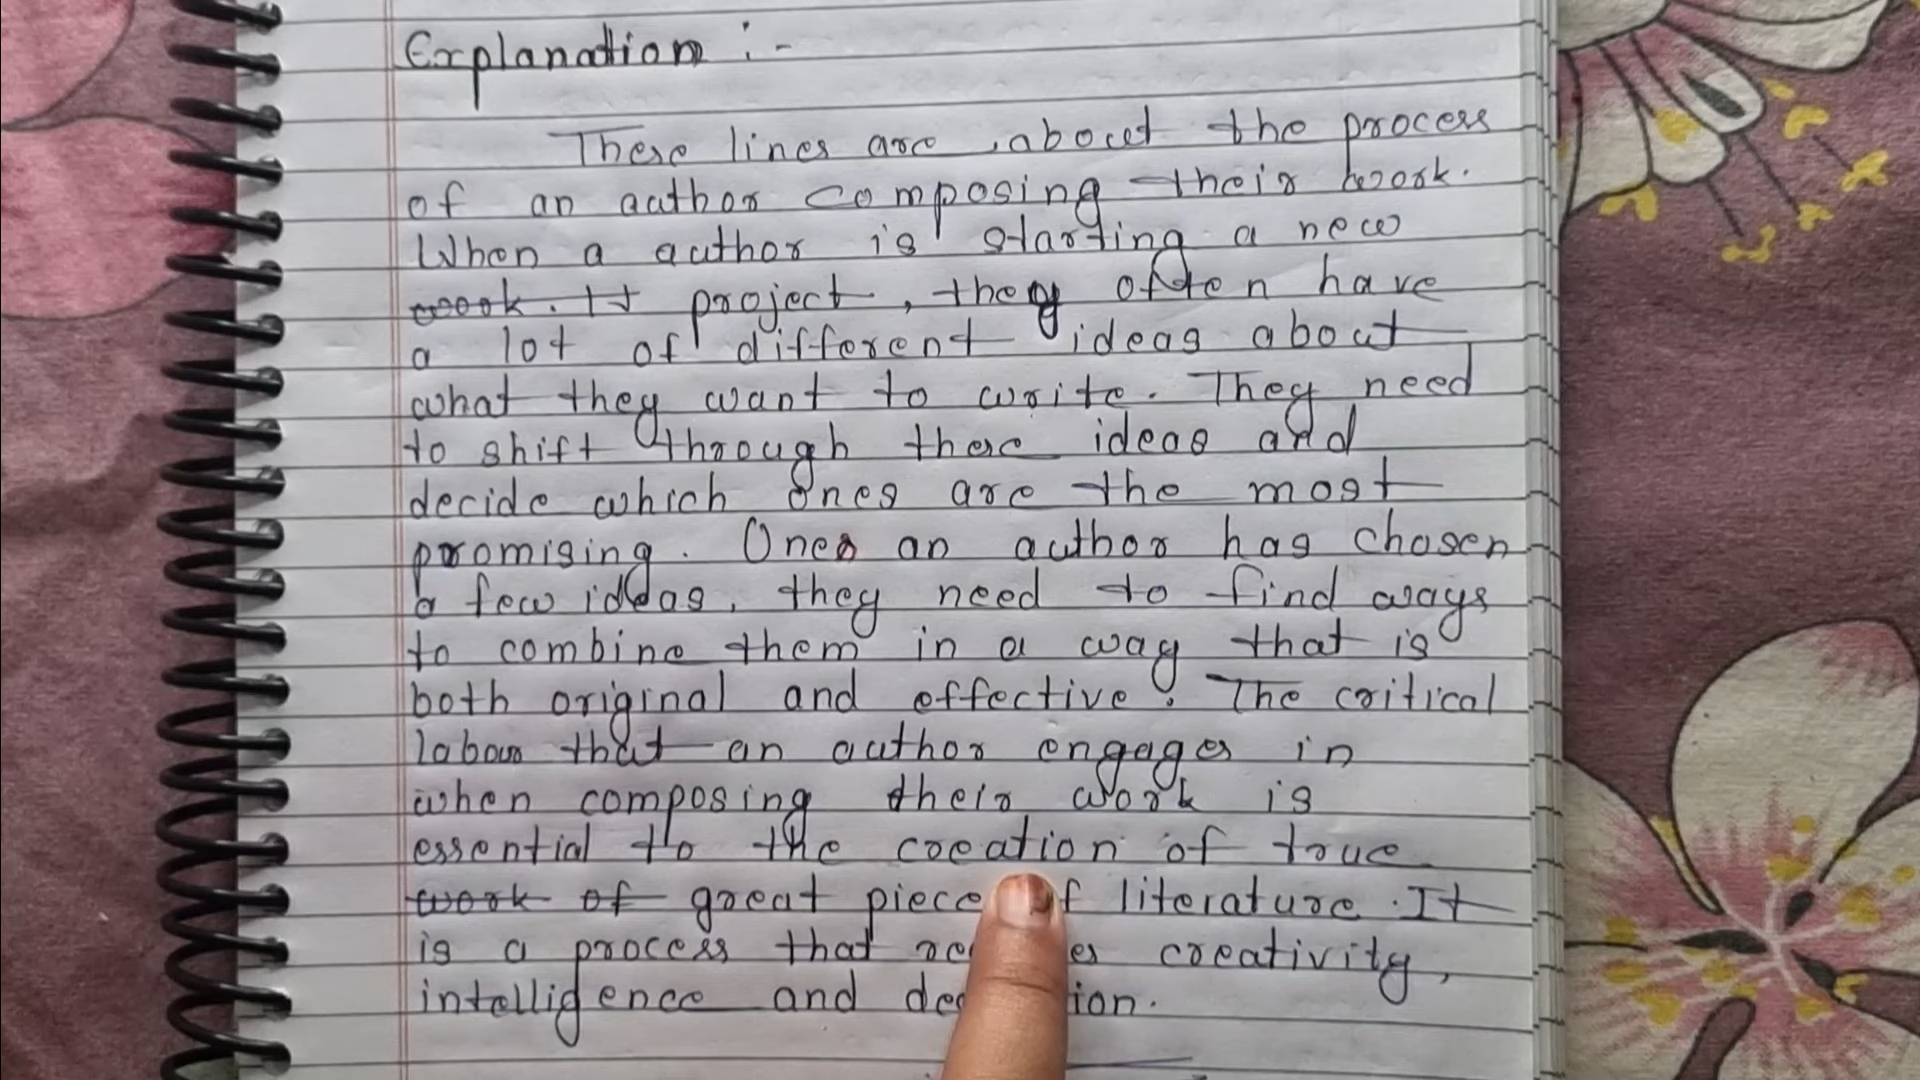 Explanation :-
These lines are about the process
of an author composing their work.
When a author is starting a new
work. It project, they often have
a lot of different ideas about
what they want to write. They need
to shift through these ideas and
decide which ones are the most
promising. Ones an author has chosen
a few ideas, they need to find ways
to combine them in a way that is
both original and effective. The critical
labour that an author engages in
when composing their work is
essential to the creation of true
work of great piece of literature. It
is a process that creativity,
intelligence and